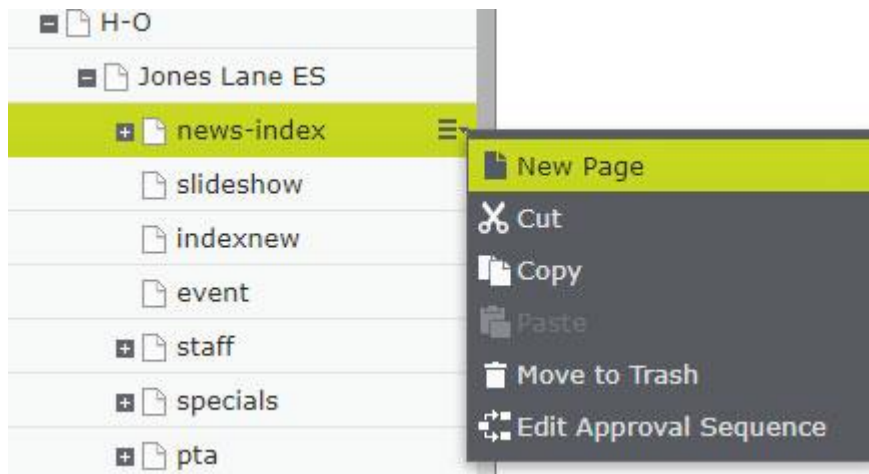 H-O
Jones Lane ES
news-index
slideshow
indexnew
event
staff
specials
pta
New Page
Cut
Copy
Paste
Move to Trash
Edit Approval Sequence